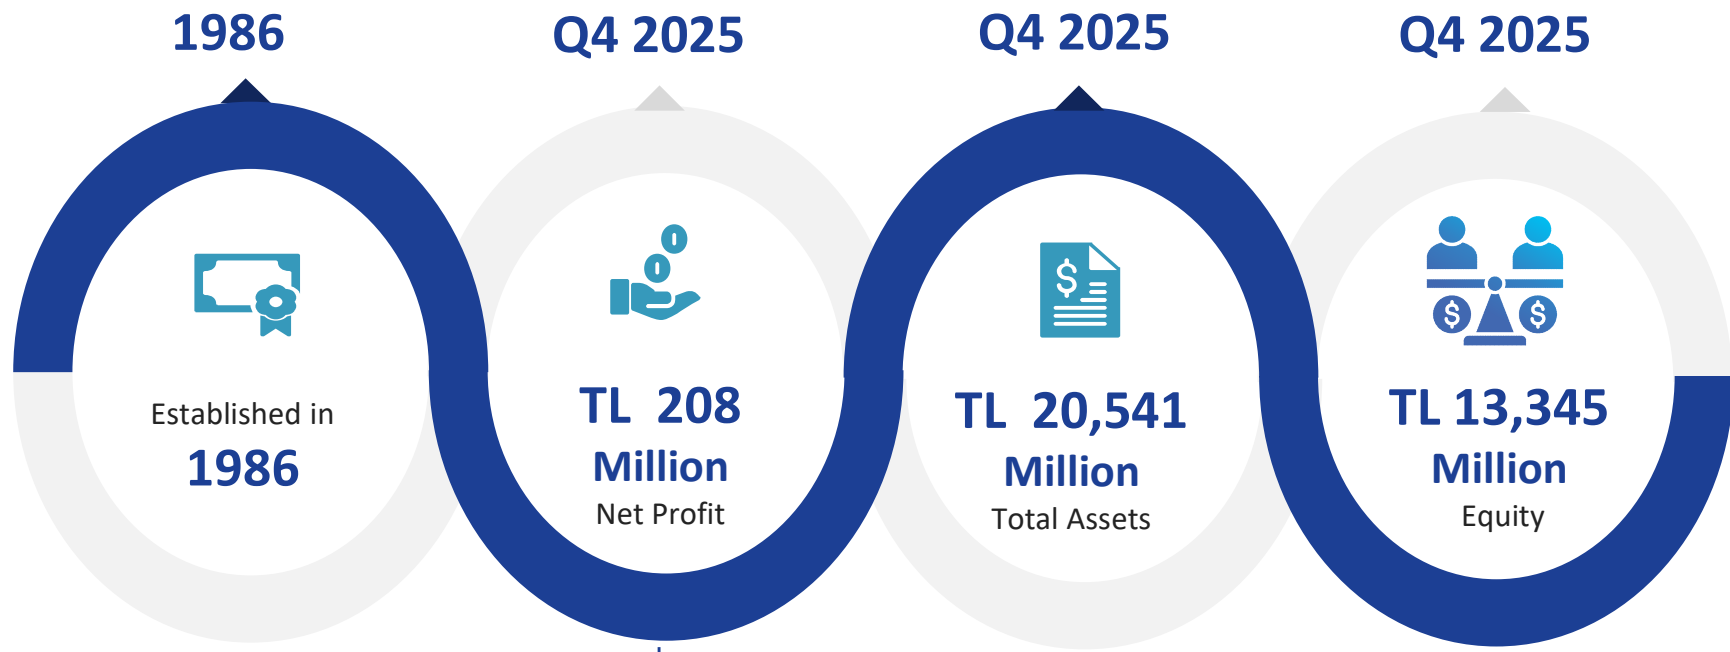 1986
Established in
1986
Q4 2025
TL 208
Million
Net Profit
Q4 2025
TL 20,541
Million
Total Assets
Q4 2025
TL 13,345
Million
Equity